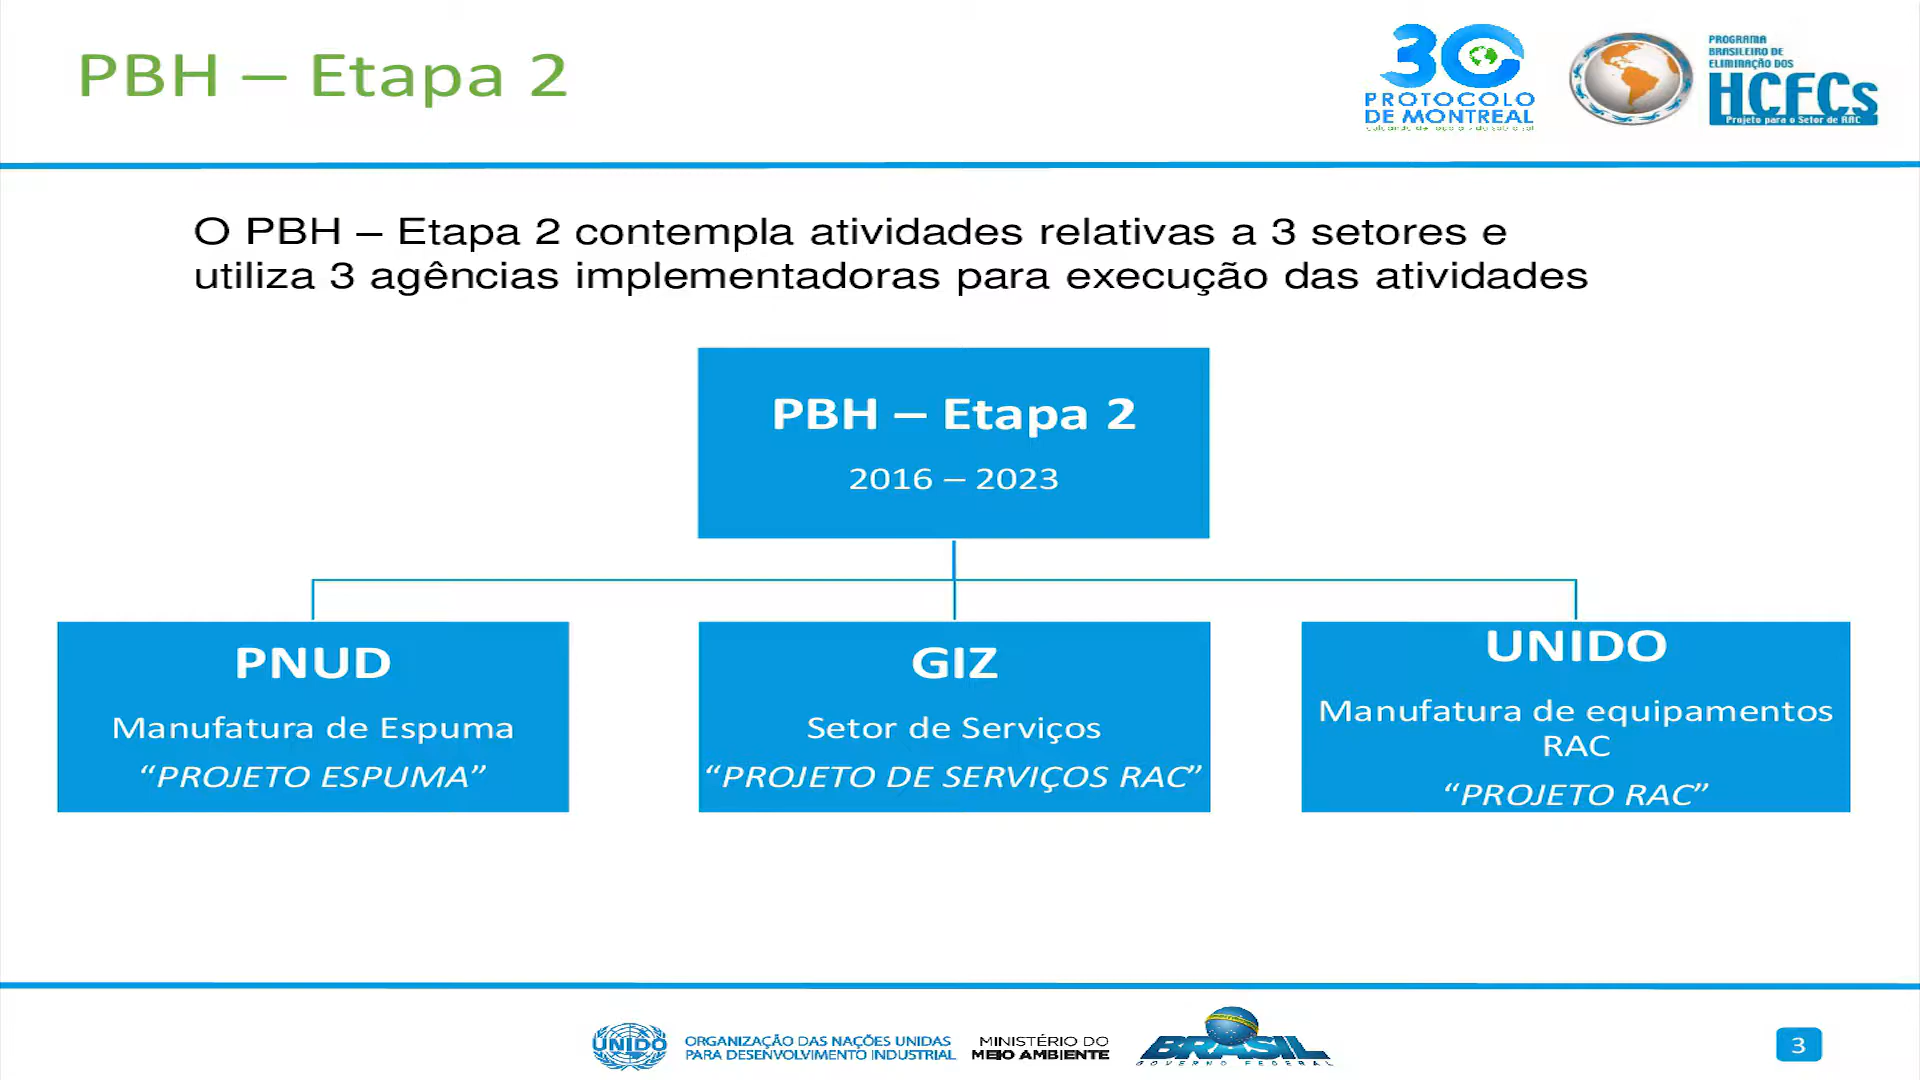 PBH – Etapa 2
30
PROTOCOLO
DE MONTREAL
PROGRAMA
BRASILEIRO DE
ELIMINAÇÃO DOS
HCFCs
Projeto para o Setor de RAC
O PBH – Etapa 2 contempla atividades relativas a 3 setores e
utiliza 3 agências implementadoras para execução das atividades
PBH – Etapa 2
2016 – 2023
PNUD
Manufatura de Espuma
“PROJETO ESPUMA”
GIZ
Setor de Serviços
“PROJETO DE SERVIÇOS RAC”
UNIDO
Manufatura de equipamentos
RAC
“PROJETO RAC”
UNIDO
ORGANIZAÇÃO DAS NAÇÕES UNIDAS
PARA DESENVOLVIMENTO INDUSTRIAL
MINISTÉRIO DO
MEIO AMBIENTE
BRASIL
GOVERNO FEDERAL
3